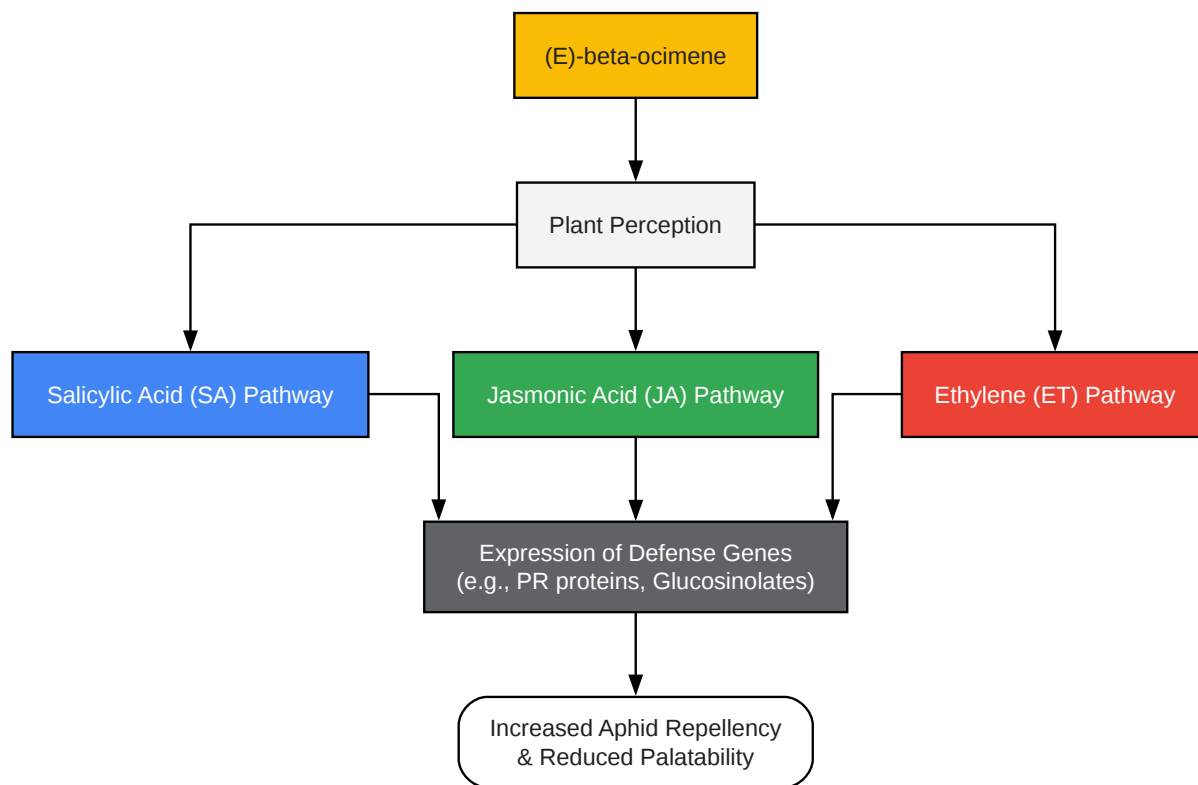 (E)-beta-ocimene
Plant Perception
Salicylic Acid (SA) Pathway
Jasmonic Acid (JA) Pathway
Ethylene (ET) Pathway
Expression of Defense Genes
(e.g., PR proteins, Glucosinolates)
Increased Aphid Repellency
& Reduced Palatability